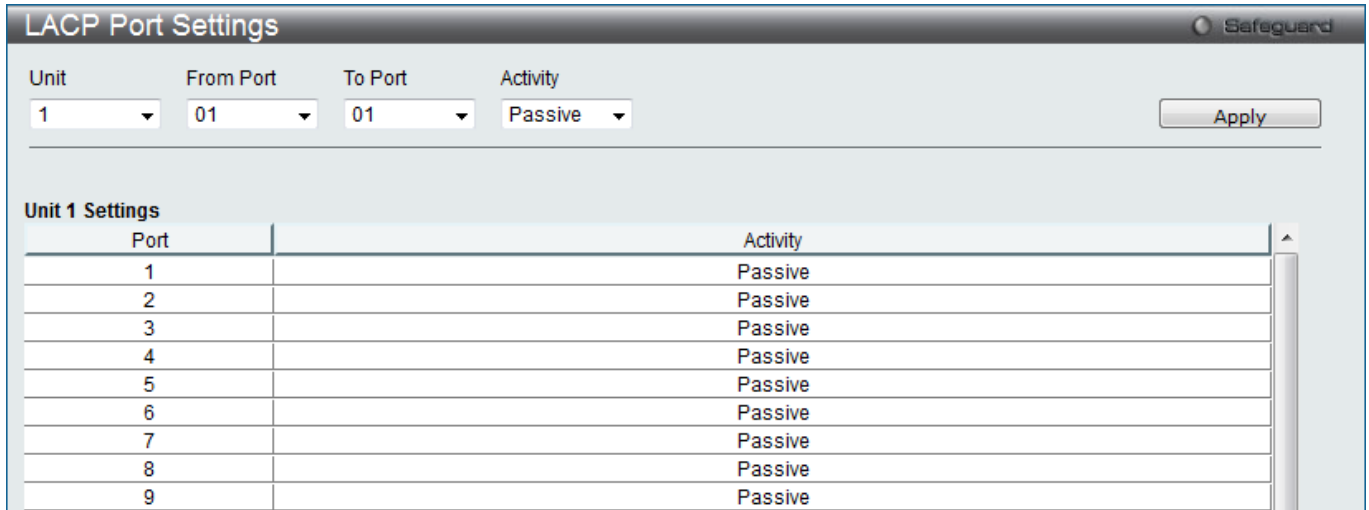 LACP Port Settings Safeguard
Unit From Port To Port Activity
1 01 01 Passive Apply
Unit 1 Settings
Port Activity
1 Passive
2 Passive
3 Passive
4 Passive
5 Passive
6 Passive
7 Passive
8 Passive
9 Passive